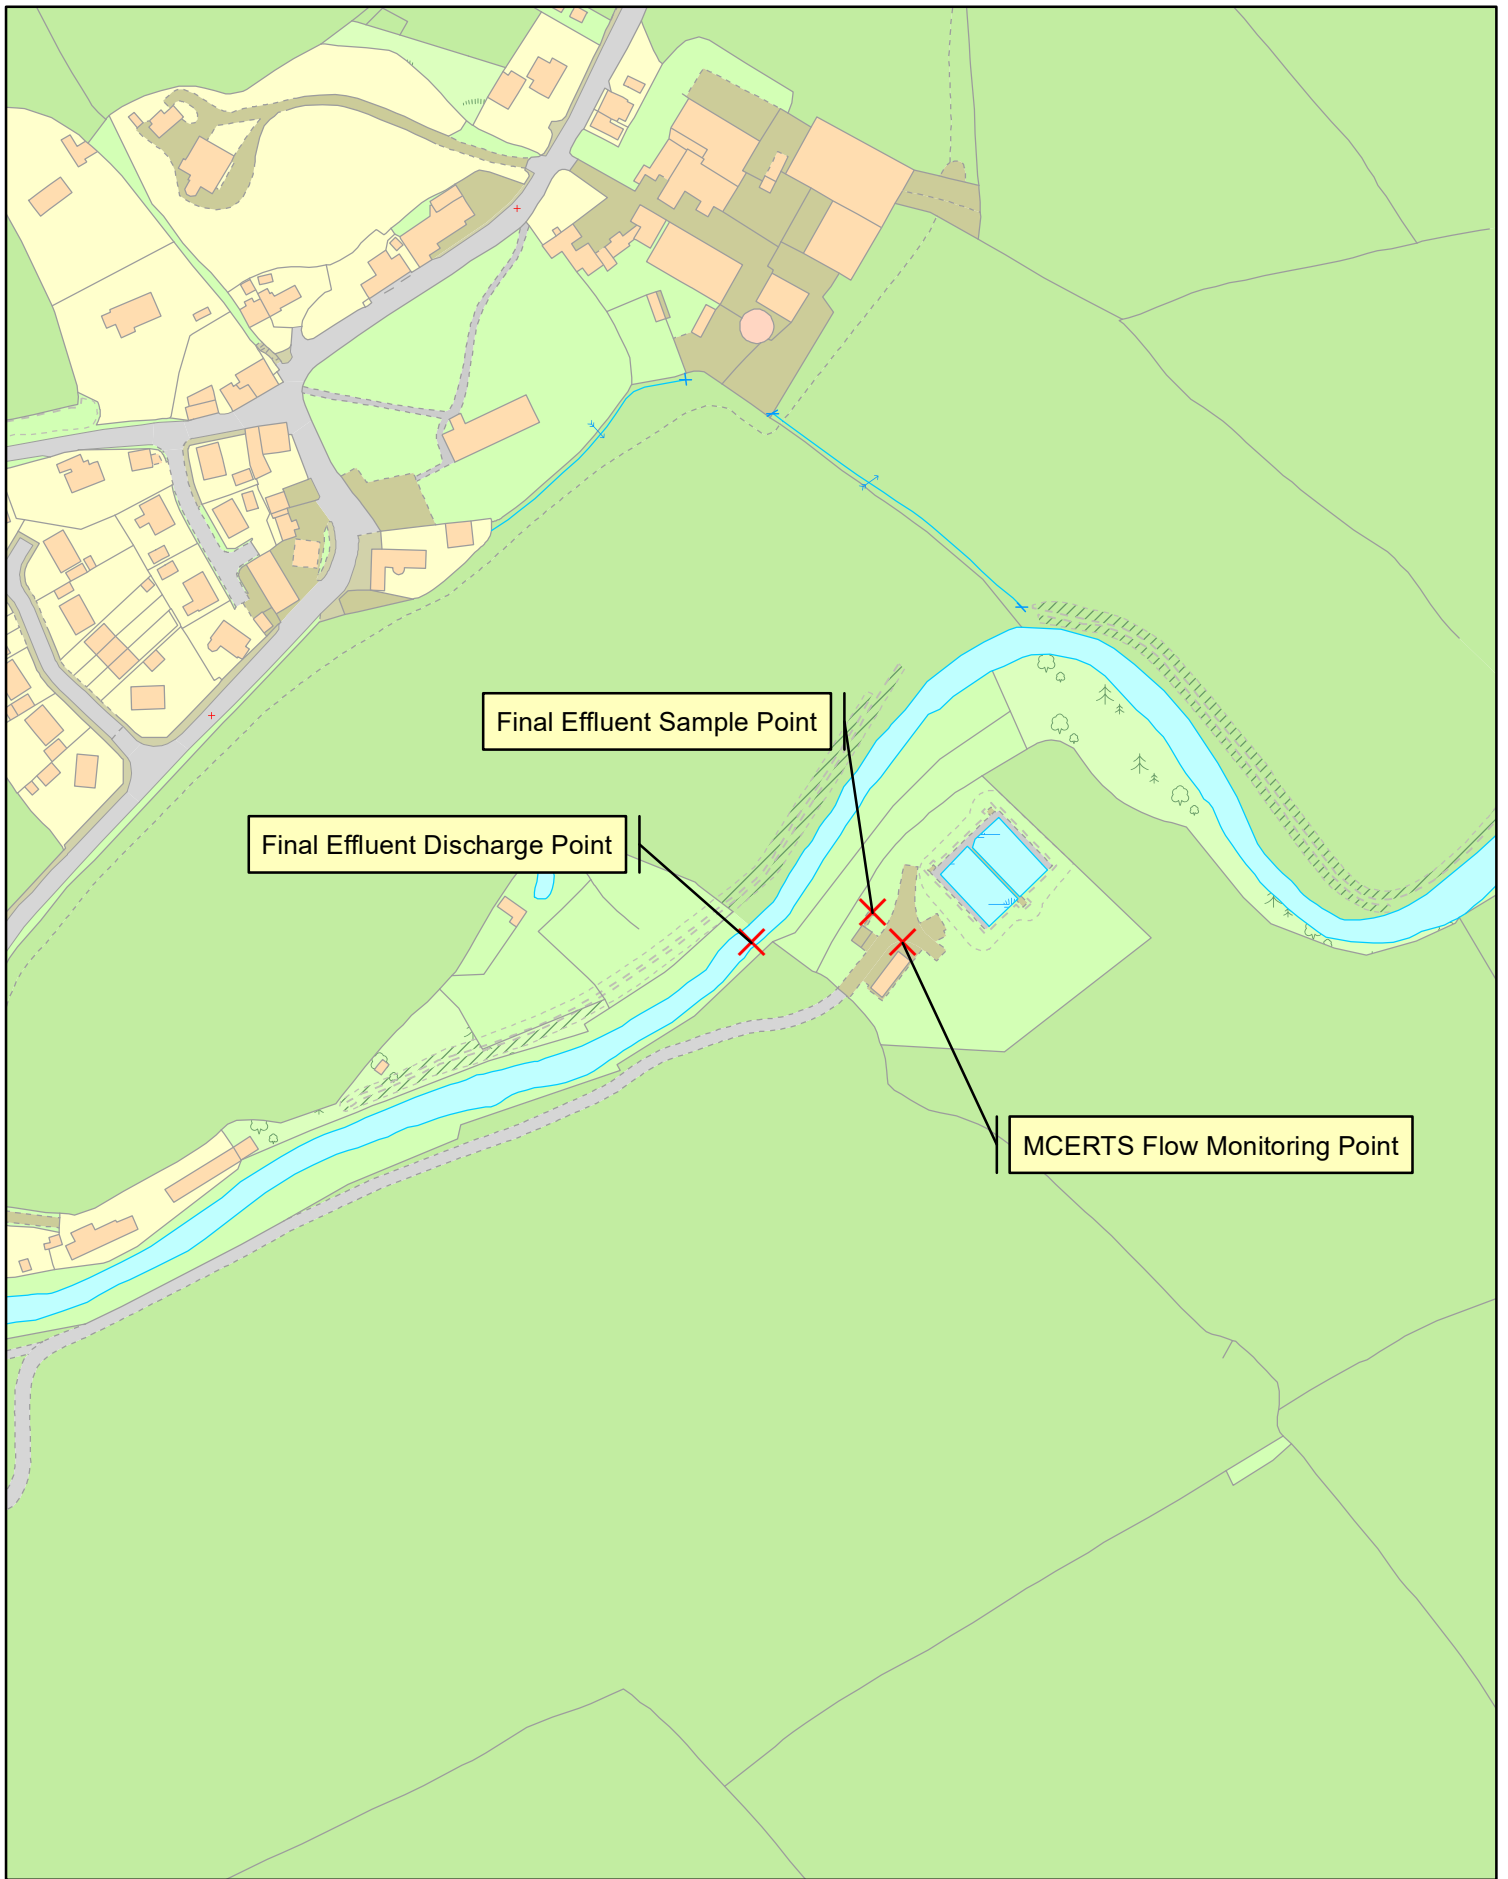 Final Effluent Sample Point
Final Effluent Discharge Point
MCERTS Flow Monitoring Point